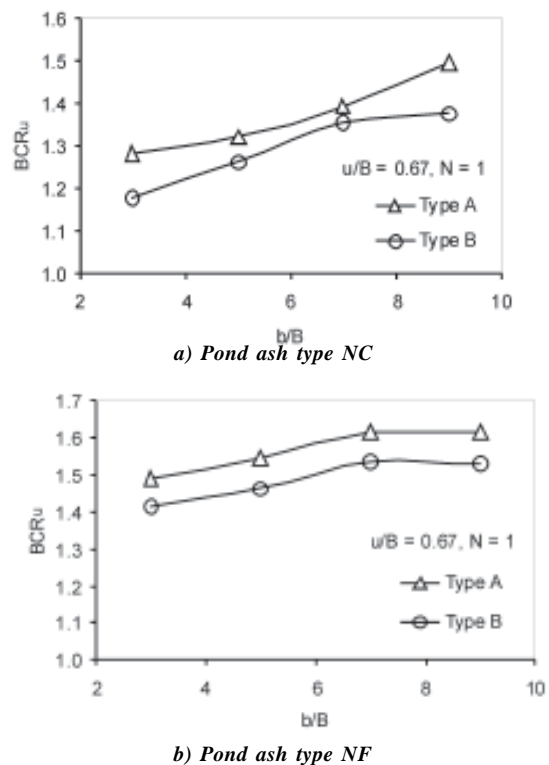 1.6
1.5
1.4
1.3
1.2
1.1
1.0
BCRu
u/B = 0.67, N = 1
Type A
Type B
2 4 6 8 10
b/B
a) Pond ash type NC
1.7
1.6
1.5
1.4
1.3
1.2
1.1
1.0
BCRu
u/B = 0.67, N = 1
Type A
Type B
2 4 6 8 10
b/B
b) Pond ash type NF